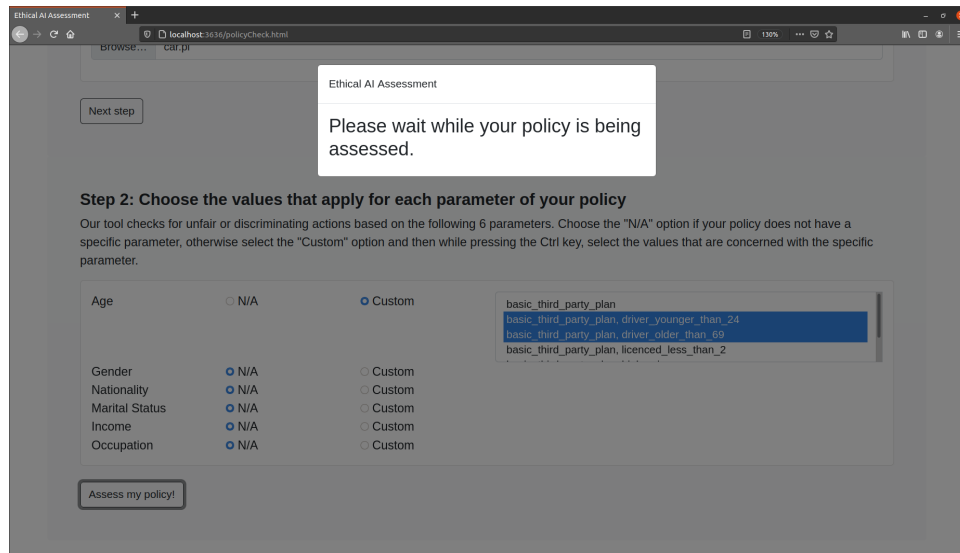 Ethical AI Assessment
localhost:3636/policyCheck.html
130%
Browse... car.pl
Ethical AI Assessment
Please wait while your policy is being
assessed.
Next step
Step 2: Choose the values that apply for each parameter of your policy
Our tool checks for unfair or discriminating actions based on the following 6 parameters. Choose the "N/A" option if your policy does not have a
specific parameter, otherwise select the "Custom" option and then while pressing the Ctrl key, select the values that are concerned with the specific
parameter.
Age N/A Custom
basic_third_party_plan
basic_third_party_plan, driver_younger_than_24
basic_third_party_plan, driver_older_than_69
basic_third_party_plan, licenced_less_than_2
Gender N/A Custom
Nationality N/A Custom
Marital Status N/A Custom
Income N/A Custom
Occupation N/A Custom
Assess my policy!